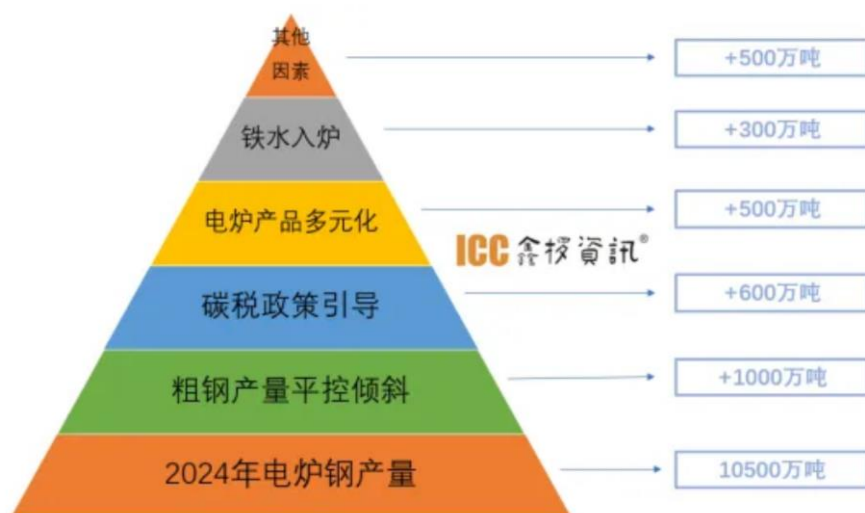 其他
因素
+500万吨
铁水入炉
+300万吨
电炉产品多元化
+500万吨
ICC 鑫椤資訊®
碳税政策引导
+600万吨
粗钢产量平控倾斜
+1000万吨
2024年电炉钢产量
10500万吨